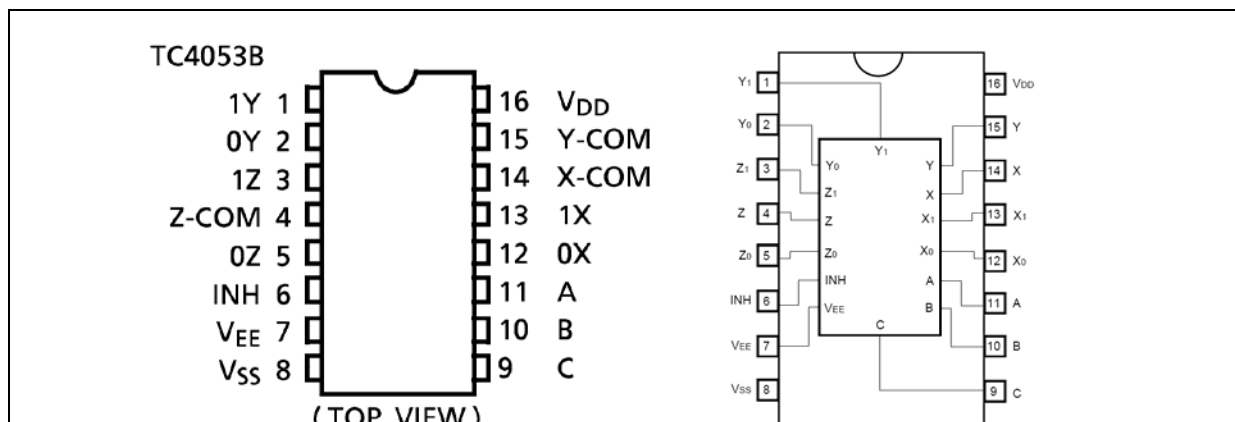 TC4053B
1Y 1 16 VDD
0Y 2 15 Y-COM
1Z 3 14 X-COM
Z-COM 4 13 1X
0Z 5 12 0X
INH 6 11 A
VEE 7 10 B
VSS 8 9 C
(TOP VIEW)
Y1 1 16 VDD
Y0 2 15 Y
Z1 3 14 X
Z 4 13 X1
Z0 5 12 X0
INH 6 11 A
VEE 7 10 B
VSS 8 9 C
Y1
Y0 Y
Z1 X
Z X1
Z0 X0
INH A
VEE B
C